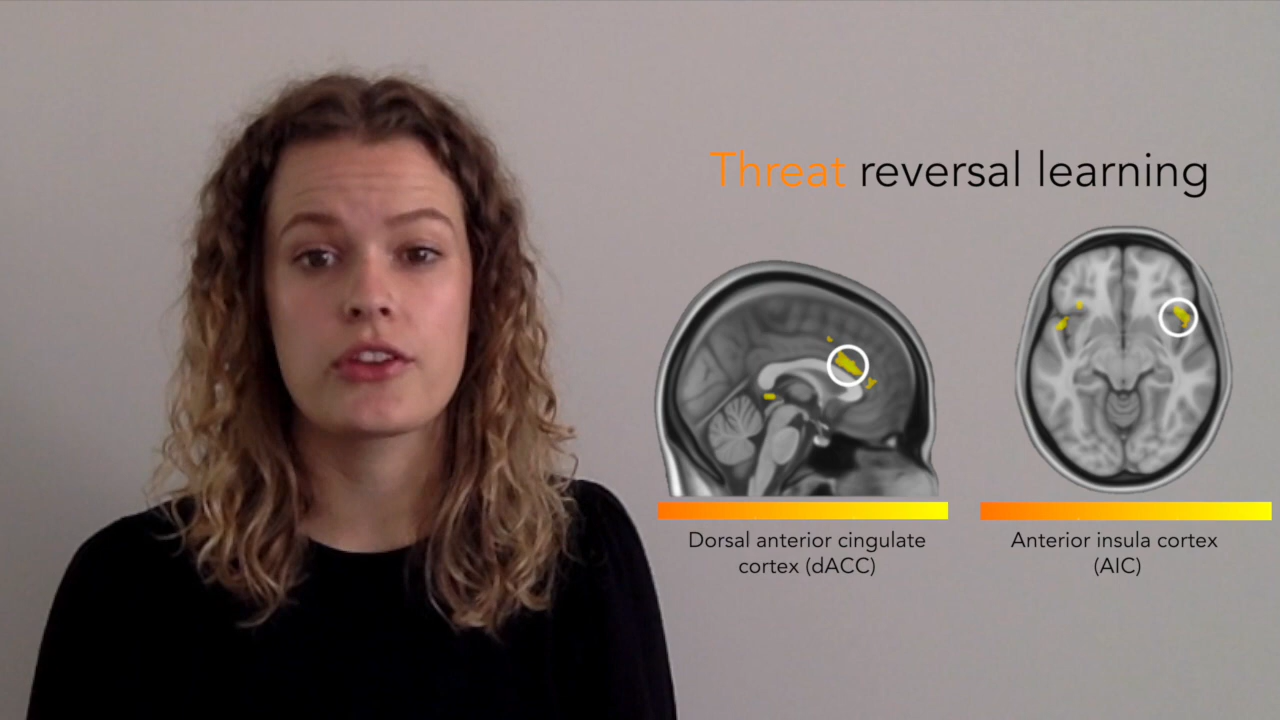 Threat reversal learning
Dorsal anterior cingulate
cortex (dACC)
Anterior insula cortex
(AIC)